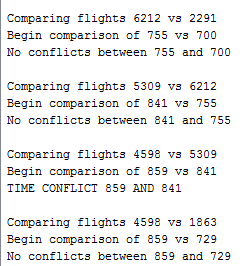 Comparing flights 6212 vs 2291
Begin comparison of 755 vs 700
No conflicts between 755 and 700
Comparing flights 5309 vs 6212
Begin comparison of 841 vs 755
No conflicts between 841 and 755
Comparing flights 4598 vs 5309
Begin comparison of 859 vs 841
TIME CONFLICT 859 AND 841
Comparing flights 4598 vs 1863
Begin comparison of 859 vs 729
No conflicts between 859 and 729